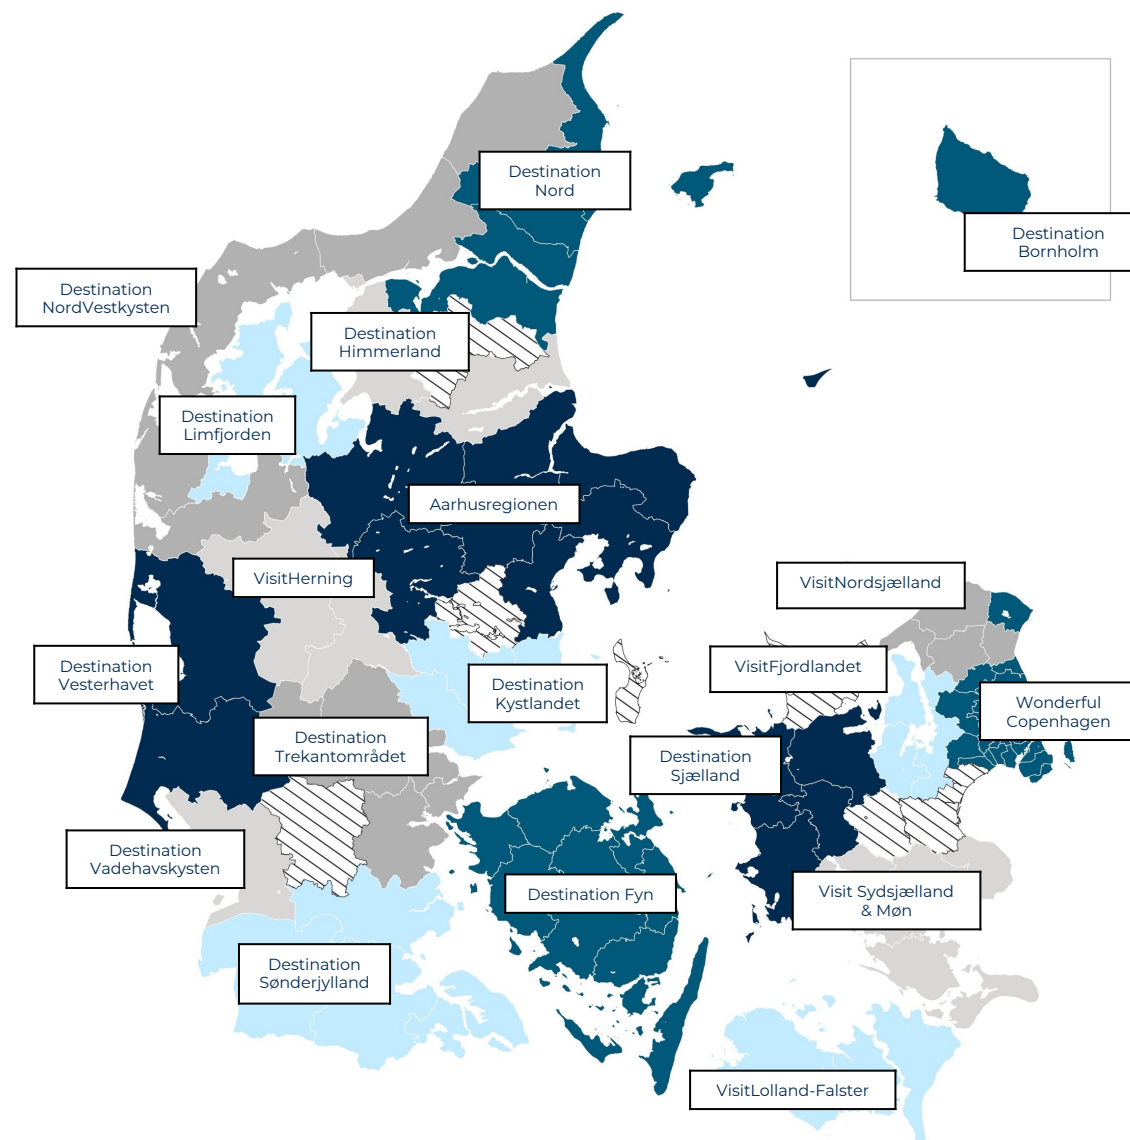 Destination
Nord
Destination
Bornholm
Destination
NordVestkysten
Destination
Himmerland
Destination
Limfjorden
Aarhusregionen
VisitHerning
VisitNordsjælland
Destination
Vesterhavet
VisitFjordlandet
Destination
Kystlandet
Wonderful
Copenhagen
Destination
Trekantområdet
Destination
Sjælland
Destination
Vadehavskysten
Destination Fyn
Visit Sydsjælland
& Møn
Destination
Sønderjylland
VisitLolland-Falster